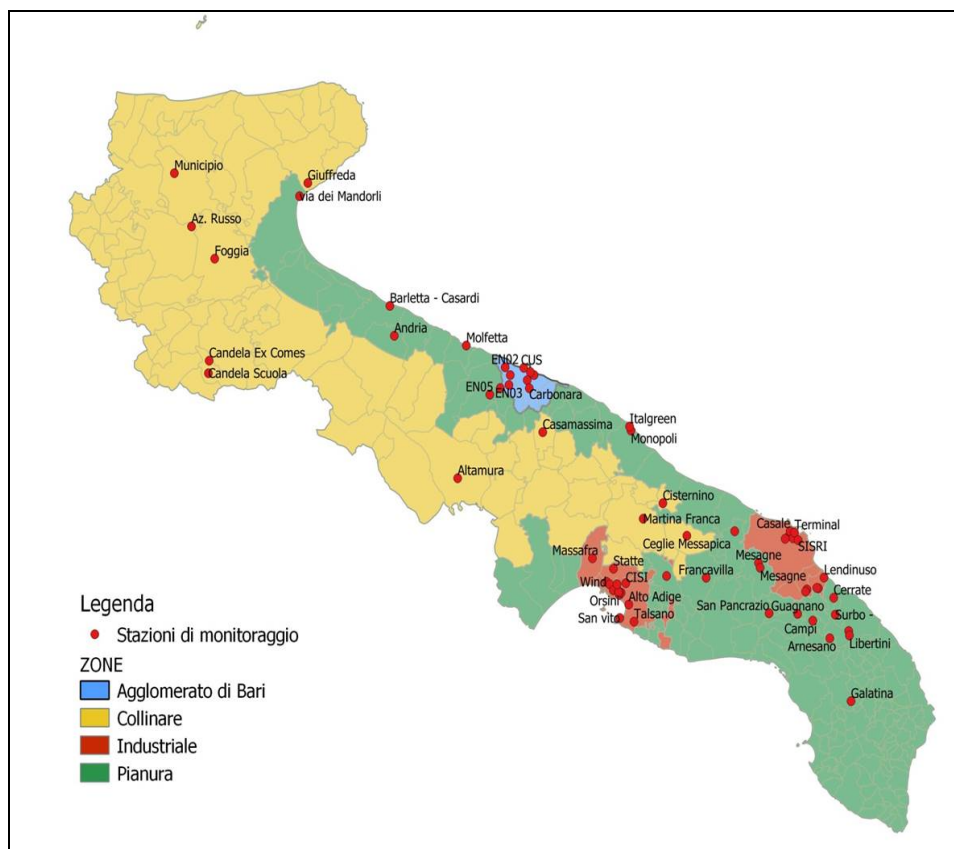 Municipio
Giuffreda
via dei Mandorli
Az. Russo
Foggia
Barletta - Casardi
Andria
Molfetta
Candela Ex Comes
Candela Scuola
EN02 CUS
EN05 EN03 Carbonara
Italgreen
Monopoli
Casamassima
Altamura
Cisternino
Martina Franca
Casale Terminal
Ceglie Messapica
SISRI
Massafra
Mesagne
Statte
Francavilla
Mesagne
Lendinuso
Wind CISI
Cerrate
Orsini Alto Adige
San Pancrazio Guagnano
Surbo -
San vito Talsano
Campi
Arnesano
Libertini
Galatina
Legenda
Stazioni di monitoraggio
ZONE
Agglomerato di Bari
Collinare
Industriale
Pianura